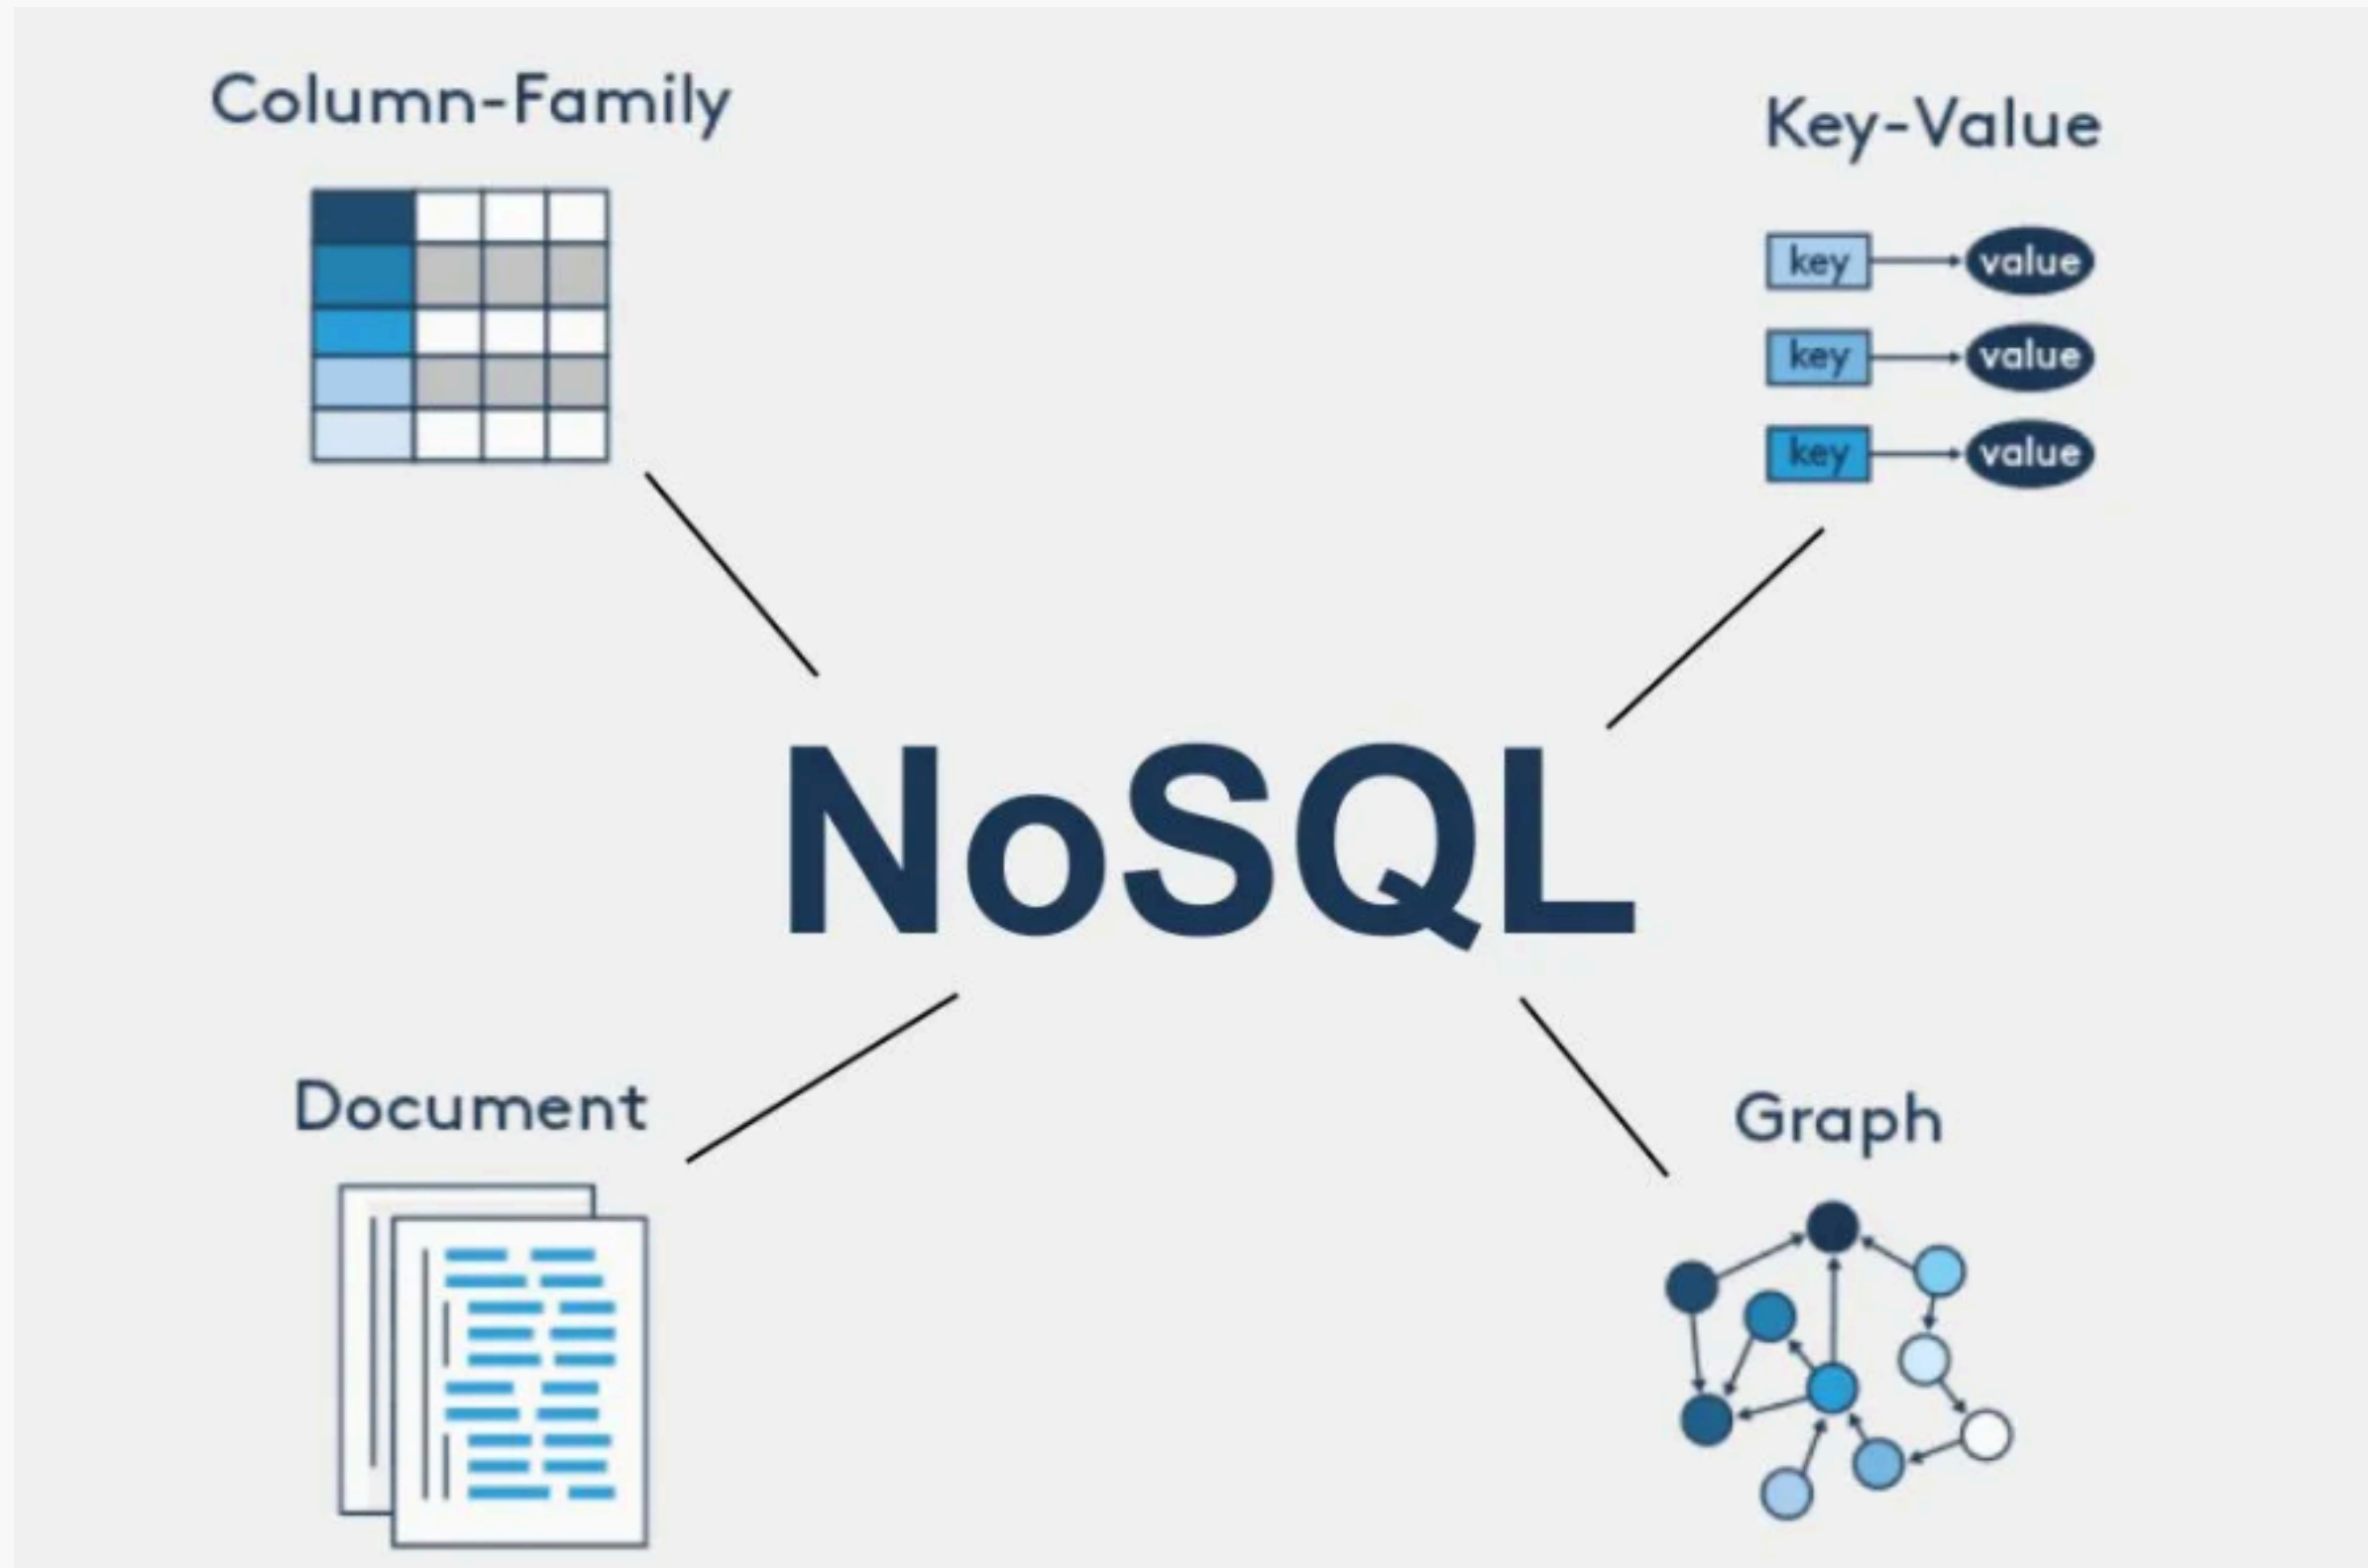 Column-Family
Key-Value
key value
key value
key value
NoSQL
Document
Graph